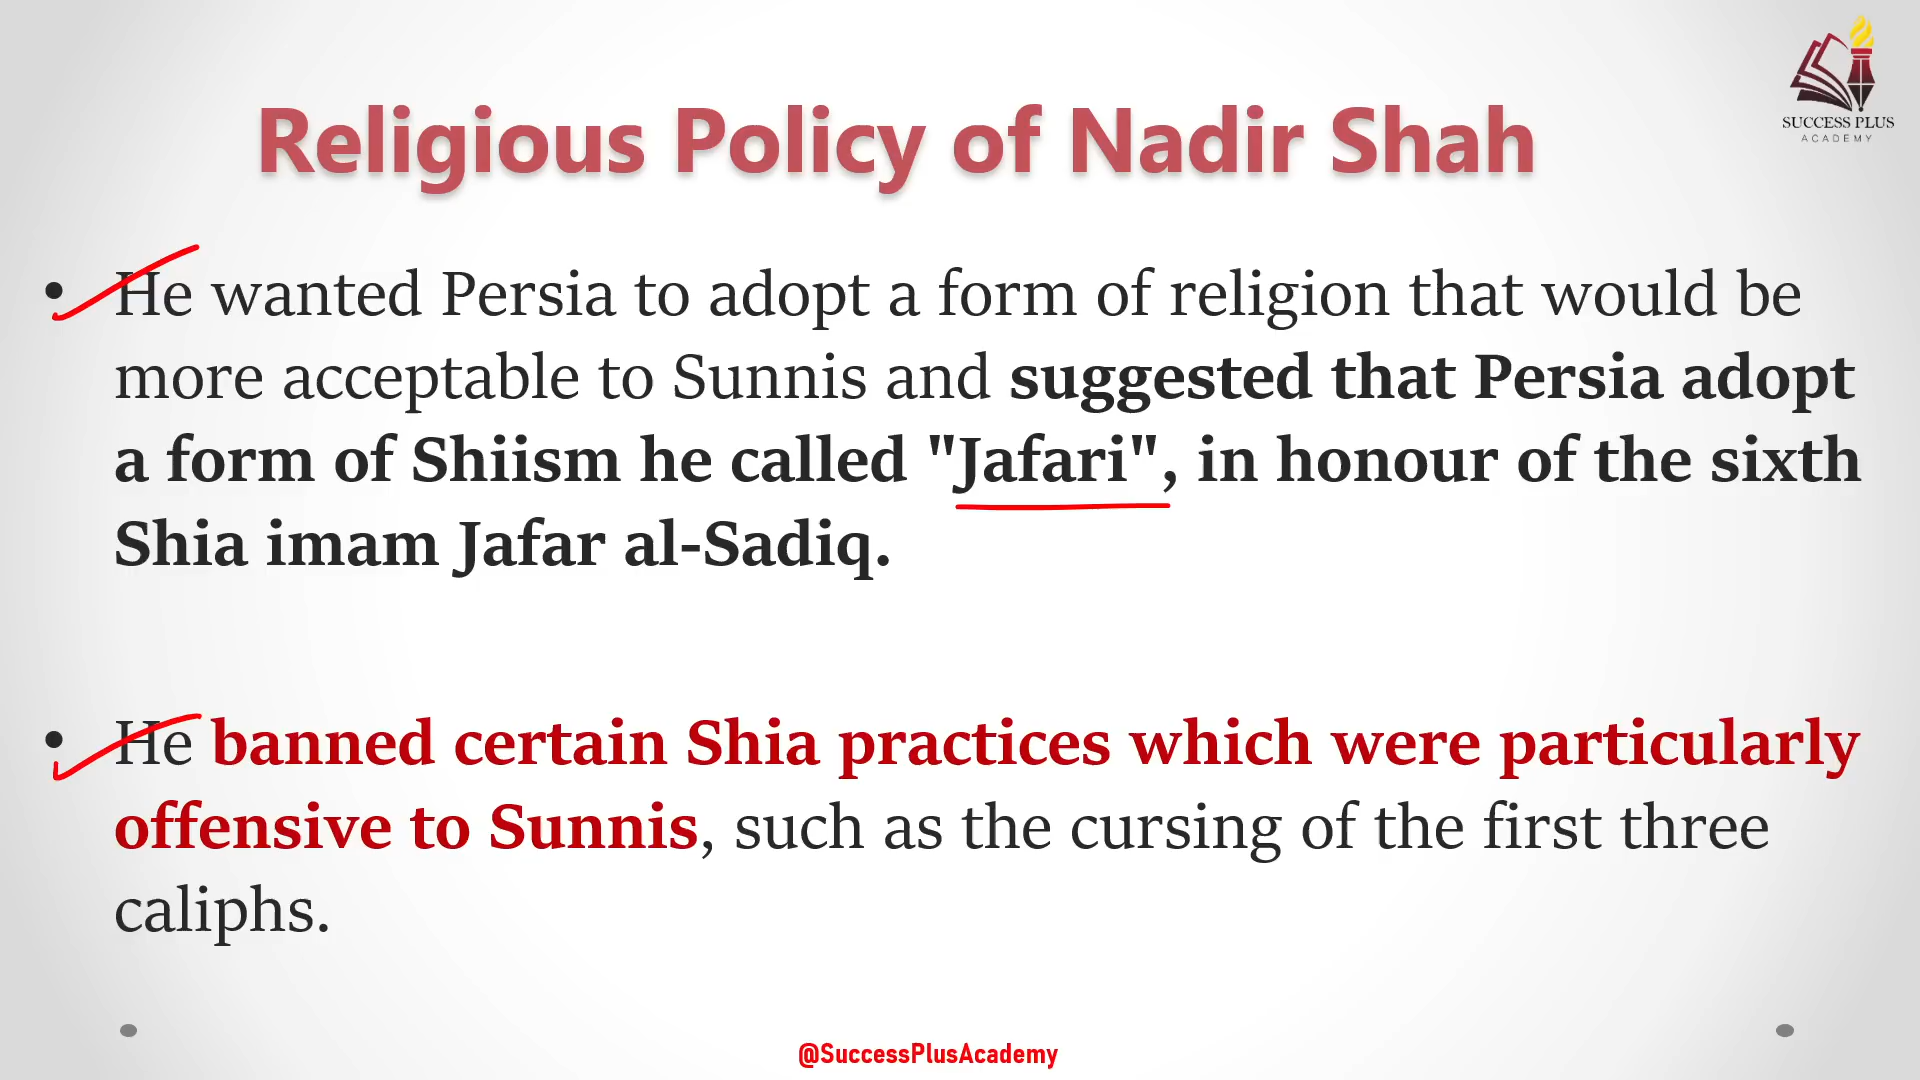 SUCCESS PLUS
ACADEMY
Religious Policy of Nadir Shah
• He wanted Persia to adopt a form of religion that would be
more acceptable to Sunnis and suggested that Persia adopt
a form of Shiism he called "Jafari", in honour of the sixth
Shia imam Jafar al-Sadiq.
• He banned certain Shia practices which were particularly
offensive to Sunnis, such as the cursing of the first three
caliphs.
@SuccessPlusAcademy